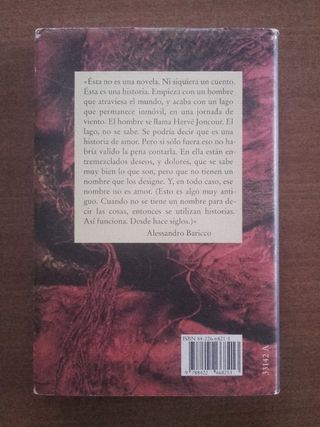 «Ésta no es una novela. Ni siquiera un cuento.
Ésta es una historia. Empieza con un hombre
que atraviesa el mundo, y acaba con un lago
que permanece inmóvil, en una jornada de
viento. El hombre se llama Hervé Joncour. El
lago, no se sabe. Se podría decir que es una
historia de amor. Pero si sólo fuera eso no ha-
bría valido la pena contarla. En ella están en-
tremezclados deseos, y dolores, que se sabe
muy bien lo que son, pero que no tienen un
nombre que los designe. Y, en todo caso, ese
nombre no es amor. (Esto es algo muy anti-
guo. Cuando no se tiene un nombre para de-
cir las cosas, entonces se utilizan historias.
Así funciona. Desde hace siglos.)»
Alessandro Baricco
ISBN 84-226-6821-1
9 788422 668213
33142 A